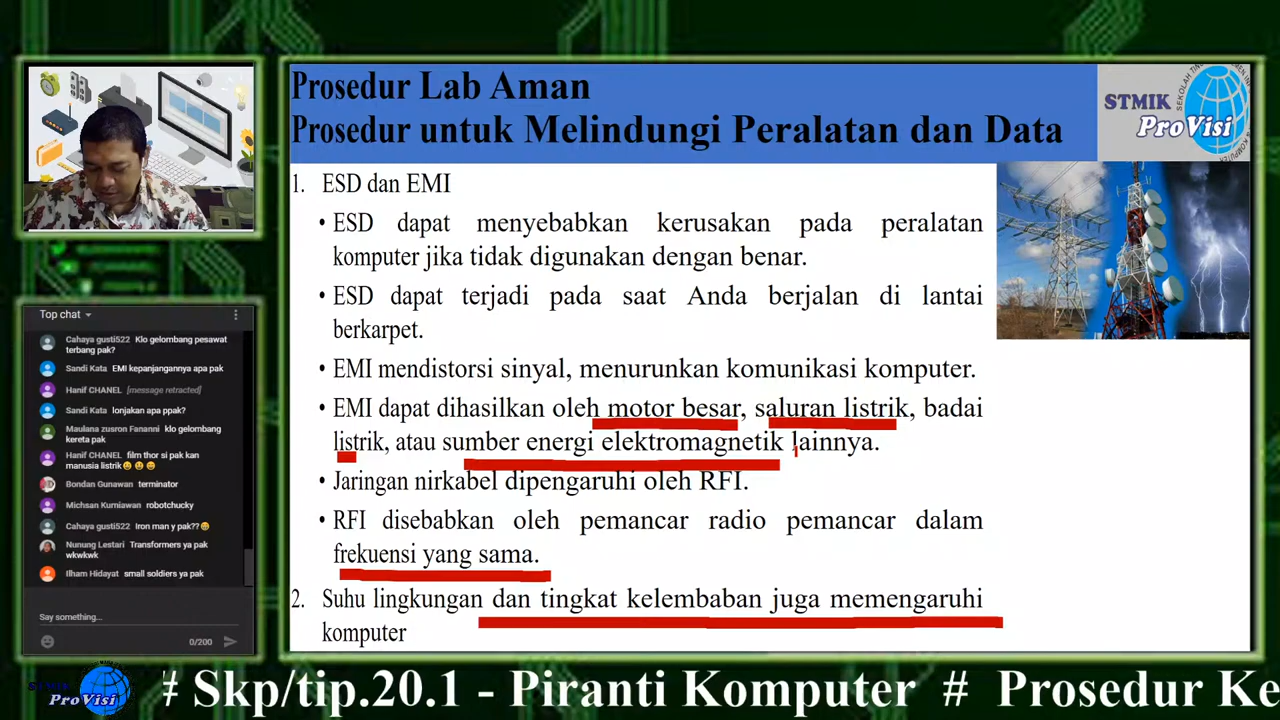 Prosedur Lab Aman
Prosedur untuk Melindungi Peralatan dan Data
STMIK
ProVisi
1. ESD dan EMI
• ESD dapat menyebabkan kerusakan pada peralatan
komputer jika tidak digunakan dengan benar.
• ESD dapat terjadi pada saat Anda berjalan di lantai
berkarpet.
• EMI mendistorsi sinyal, menurunkan komunikasi komputer.
• EMI dapat dihasilkan oleh motor besar, saluran listrik, badai
listrik, atau sumber energi elektromagnetik lainnya.
• Jaringan nirkabel dipengaruhi oleh RFI.
• RFI disebabkan oleh pemancar radio pemancar dalam
frekuensi yang sama.
2. Suhu lingkungan dan tingkat kelembaban juga memengaruhi
komputer
Top chat
Cahaya gusti522 Klo gelombang pesawat
terbang pak?
Sandi Kata EMI kepanjangannya apa pak
Hanif CHANEL [message retracted]
Sandi Kata lonjakan apa ppak?
Maulana zusron Fananni klo gelombang
kereta pak
Hanif CHANEL film thor si pak kan
manusia listrik😀😀😀
Bondan Gunawan terminator
Michsan Kurniawan robotchucky
Cahaya gusti522 Iron man y pak??😄
Nunung Lestari Transformers ya pak
wkwkwk
Ilham Hidayat small soldiers ya pak
Say something...
0/200
STMIK
ProVisi
# Skp/tip.20.1 - Piranti Komputer # Prosedur Ke